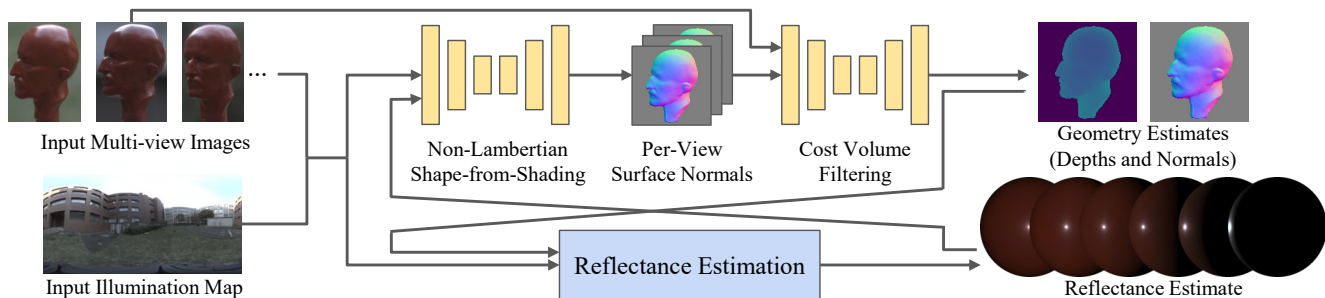 ...
Input Multi-view Images
Non-Lambertian
Shape-from-Shading
Per-View
Surface Normals
Cost Volume
Filtering
Geometry Estimates
(Depths and Normals)
Input Illumination Map
Reflectance Estimation
Reflectance Estimate